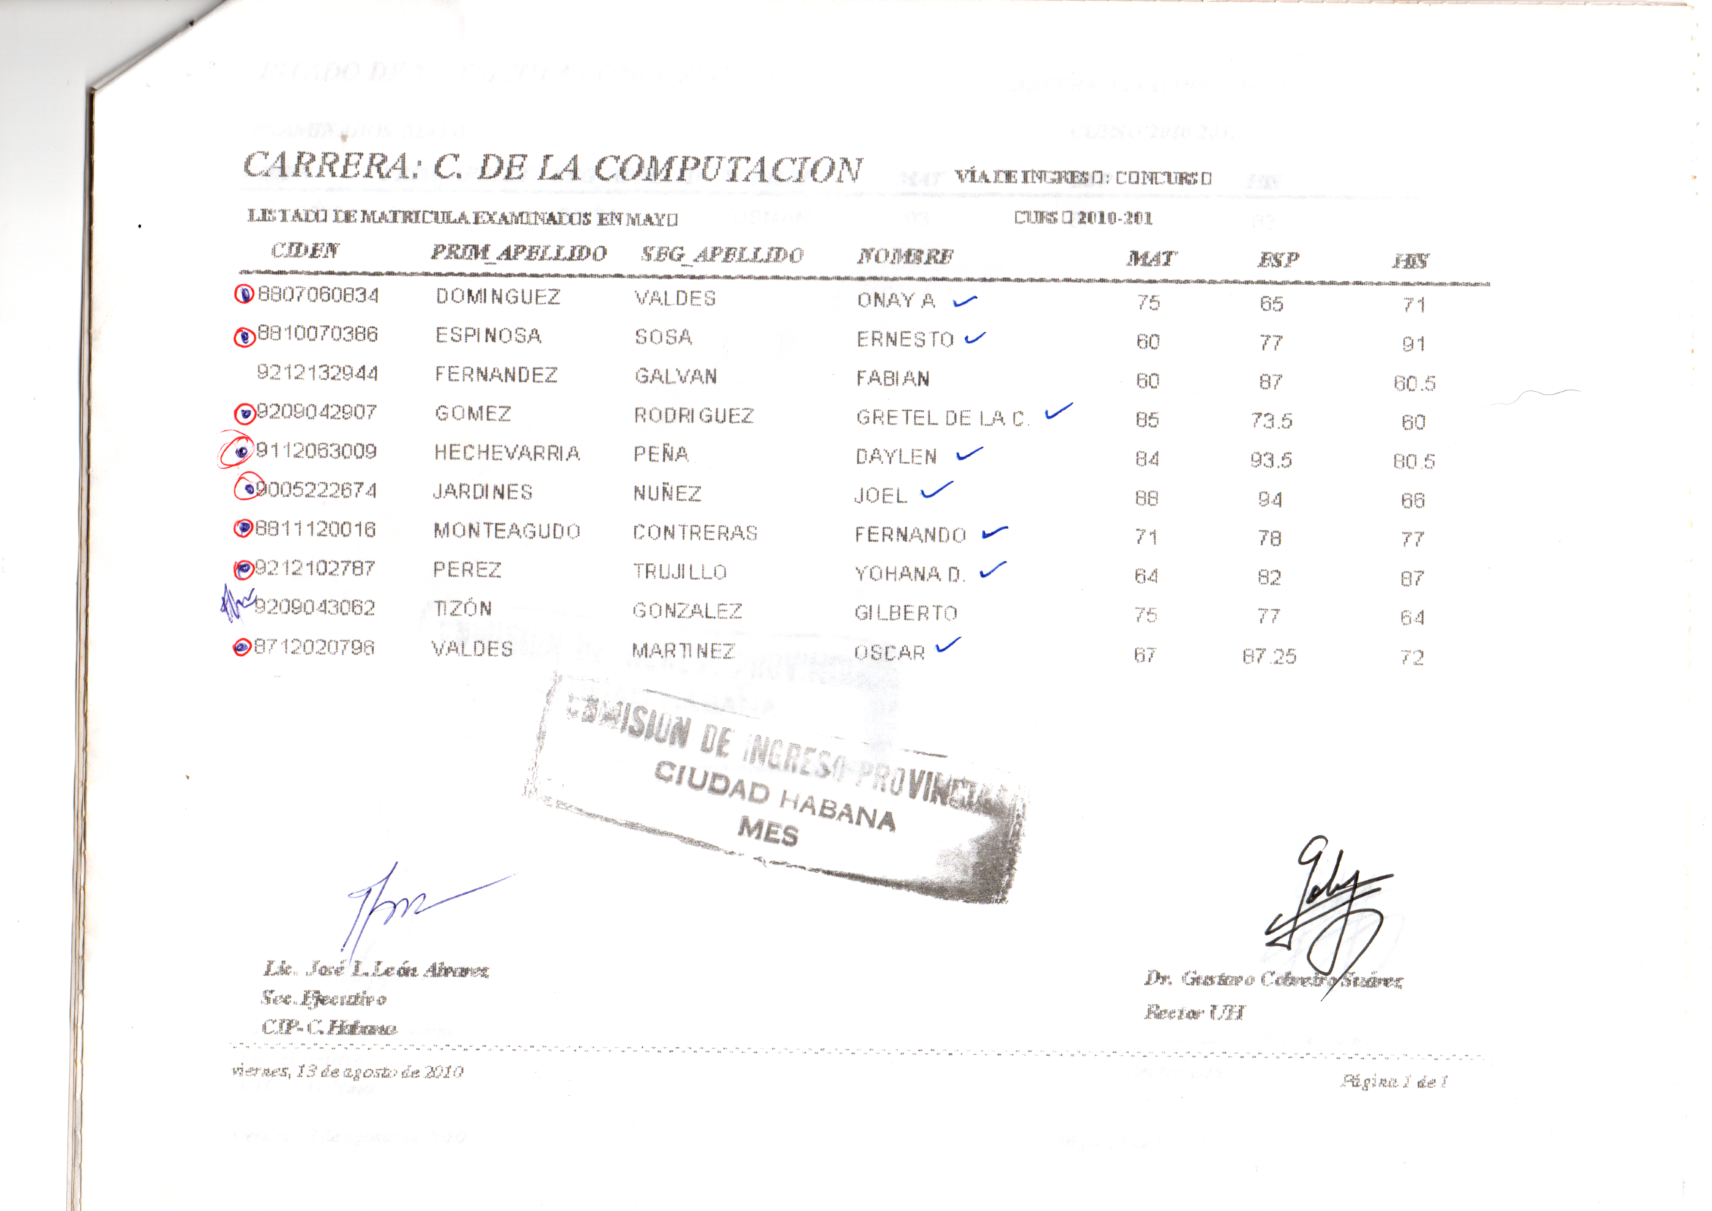 CARRERA: C. DE LA COMPUTACION VÍA DE INGRESO: CONCURSO
LISTADO DE MATRICULA EXAMINADOS EN MAYO CURSO 2010-201
CIDEN PRIM_APELLIDO SEG_APELLIDO NOMBRE MAT ESP HIS
8807060834 DOMINGUEZ VALDES ONAY A 75 65 71
8810070386 ESPINOSA SOSA ERNESTO 60 77 91
9212132944 FERNANDEZ GALVAN FABIAN 60 87 60.5
9209042907 GOMEZ RODRIGUEZ GRETEL DE LA C. 85 73.5 60
9112063009 HECHEVARRIA PEÑA DAYLEN 84 93.5 80.5
9005222674 JARDINES NUÑEZ JOEL 88 94 66
8811120016 MONTEAGUDO CONTRERAS FERNANDO 71 78 77
9212102787 PEREZ TRUJILLO YOHANA D. 64 82 87
9209043062 TIZÓN GONZALEZ GILBERTO 75 77 64
8712020796 VALDES MARTINEZ OSCAR 67 87.25 72
COMISION DE INGRESO PROVINCIAL
CIUDAD HABANA
MES
Lic. José L. León Alvarez
Sec. Ejecutivo
CIP- C. Habana
Dr. Gustavo Cobreiro Suárez
Rector UH
viernes, 13 de agosto de 2010 Página 1 de 1